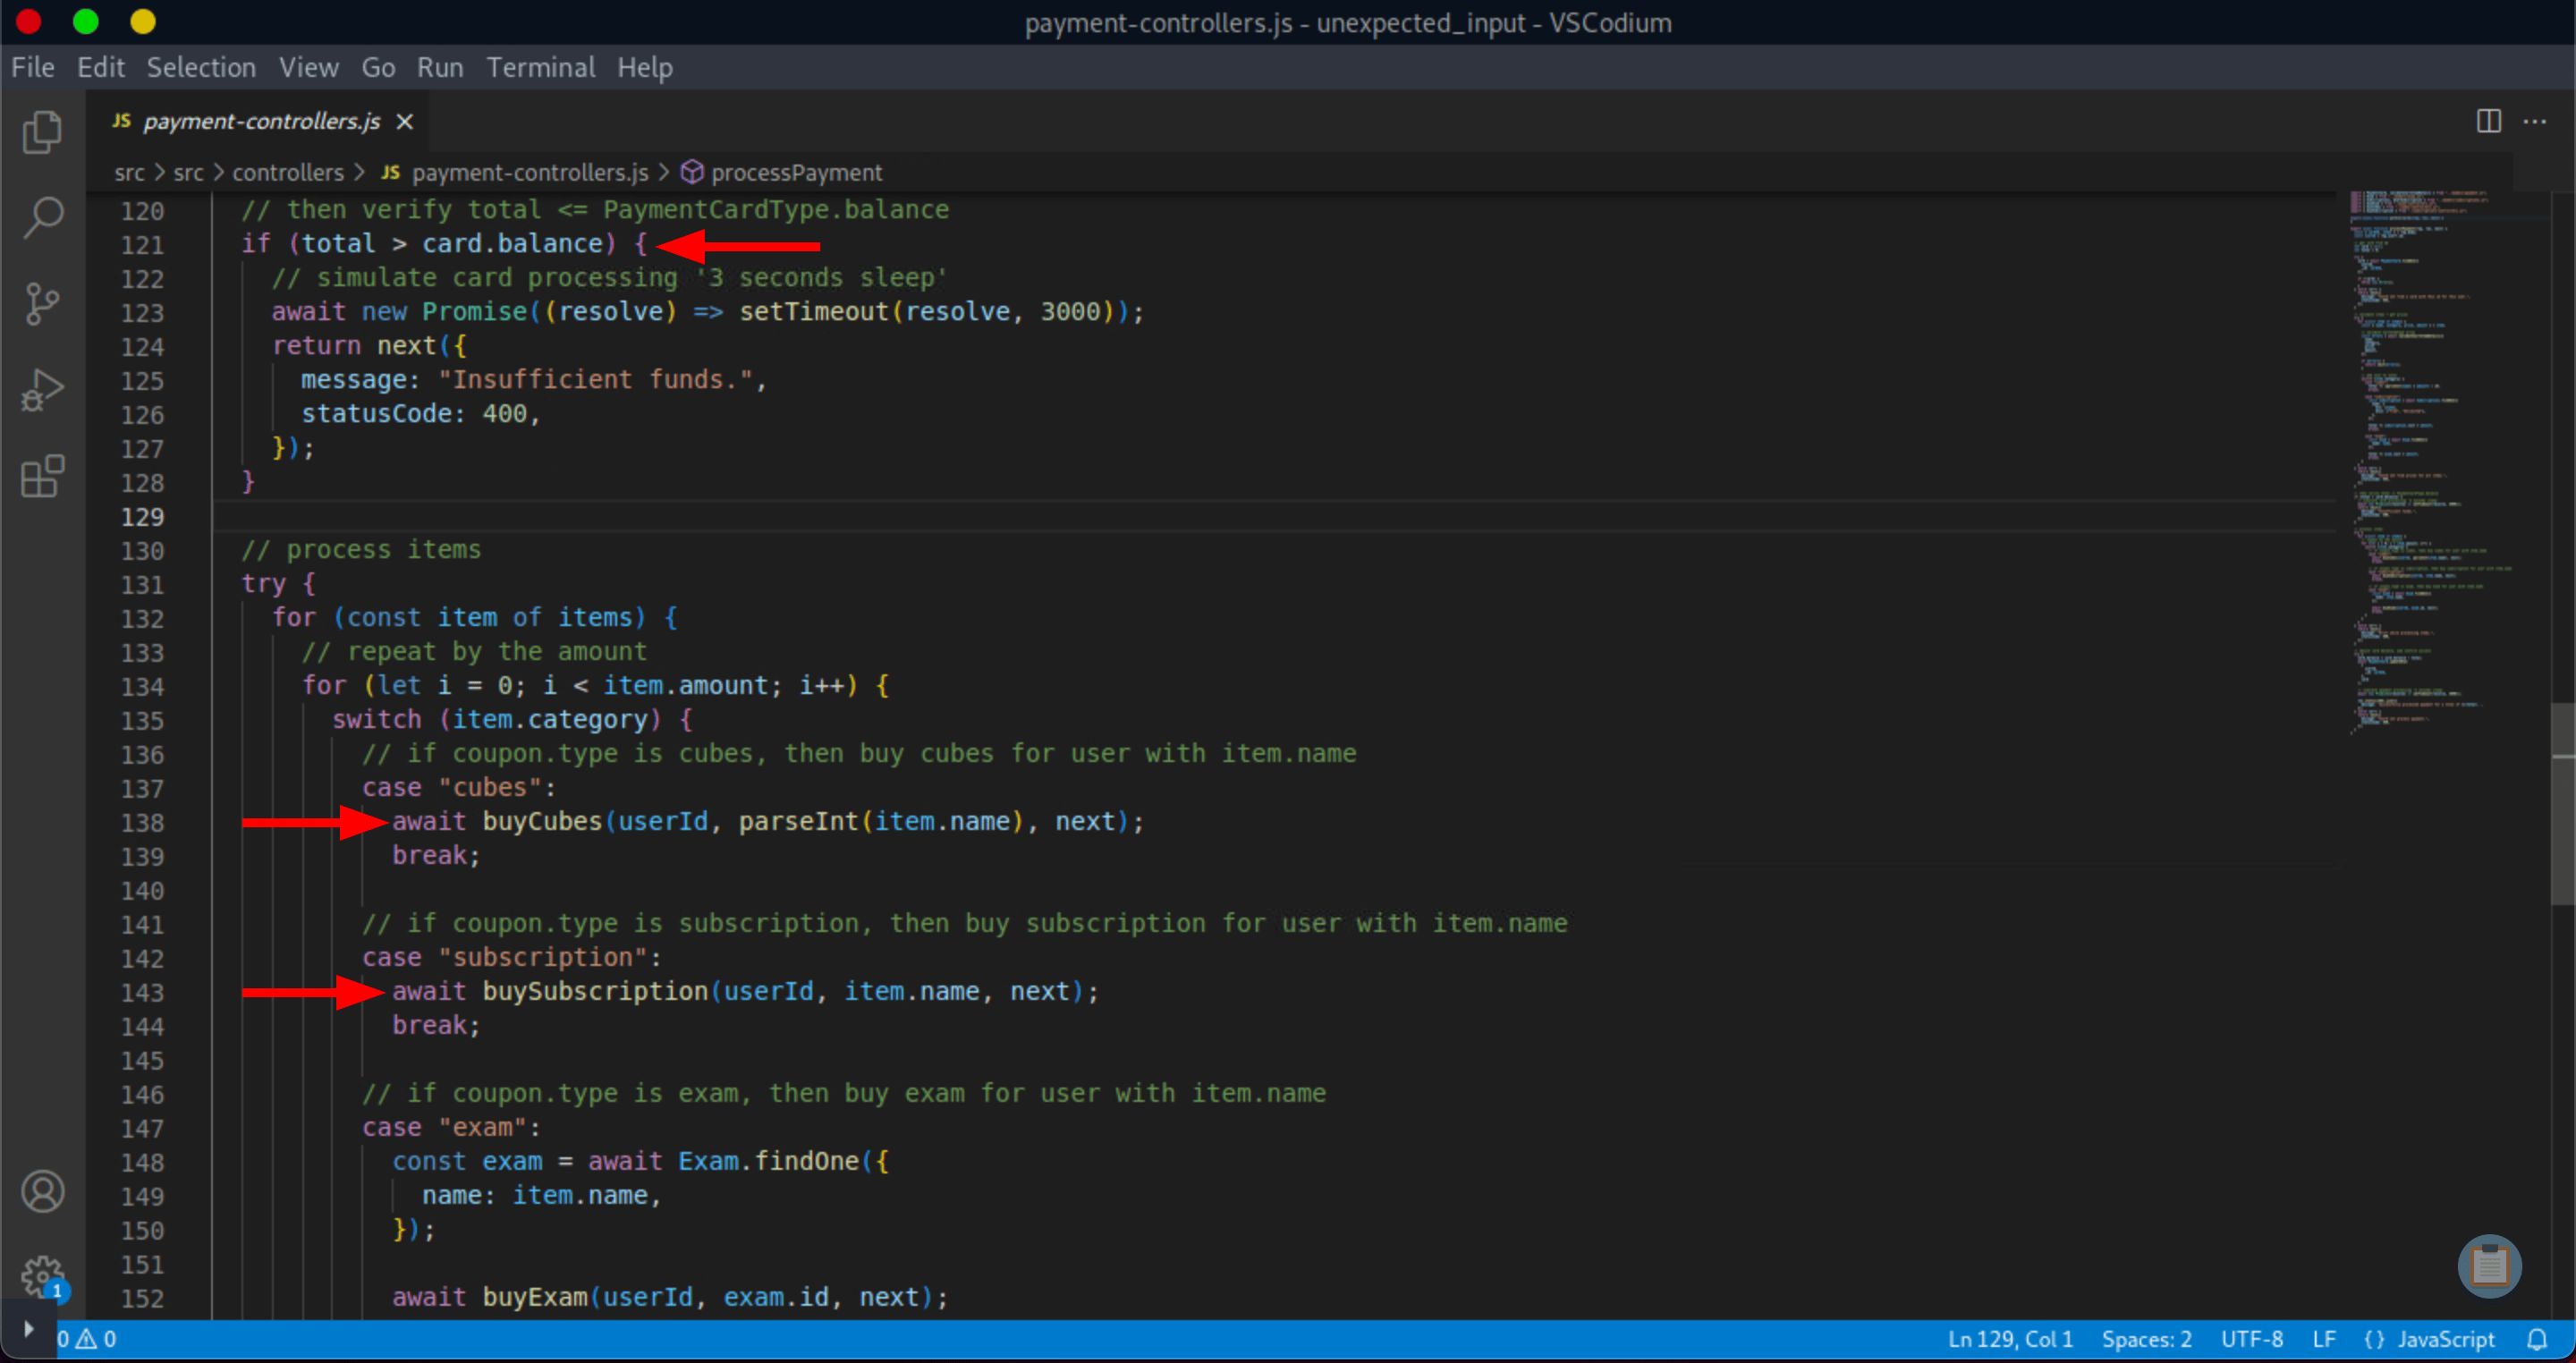 payment-controllers.js - unexpected_input - VSCodium
File Edit Selection View Go Run Terminal Help
JS payment-controllers.js
src > src > controllers > JS payment-controllers.js > processPayment
120 // then verify total <= PaymentCardType.balance
121 if (total > card.balance) {
122 // simulate card processing '3 seconds sleep'
123 await new Promise((resolve) => setTimeout(resolve, 3000));
124 return next({
125 message: "Insufficient funds.",
126 statusCode: 400,
127 });
128 }
129
130 // process items
131 try {
132 for (const item of items) {
133 // repeat by the amount
134 for (let i = 0; i < item.amount; i++) {
135 switch (item.category) {
136 // if coupon.type is cubes, then buy cubes for user with item.name
137 case "cubes":
138 await buyCubes(userId, parseInt(item.name), next);
139 break;
140
141 // if coupon.type is subscription, then buy subscription for user with item.name
142 case "subscription":
143 await buySubscription(userId, item.name, next);
144 break;
145
146 // if coupon.type is exam, then buy exam for user with item.name
147 case "exam":
148 const exam = await Exam.findOne({
149 name: item.name,
150 });
151
152 await buyExam(userId, exam.id, next);
1
0 0 Ln 129, Col 1 Spaces: 2 UTF-8 LF {} JavaScript